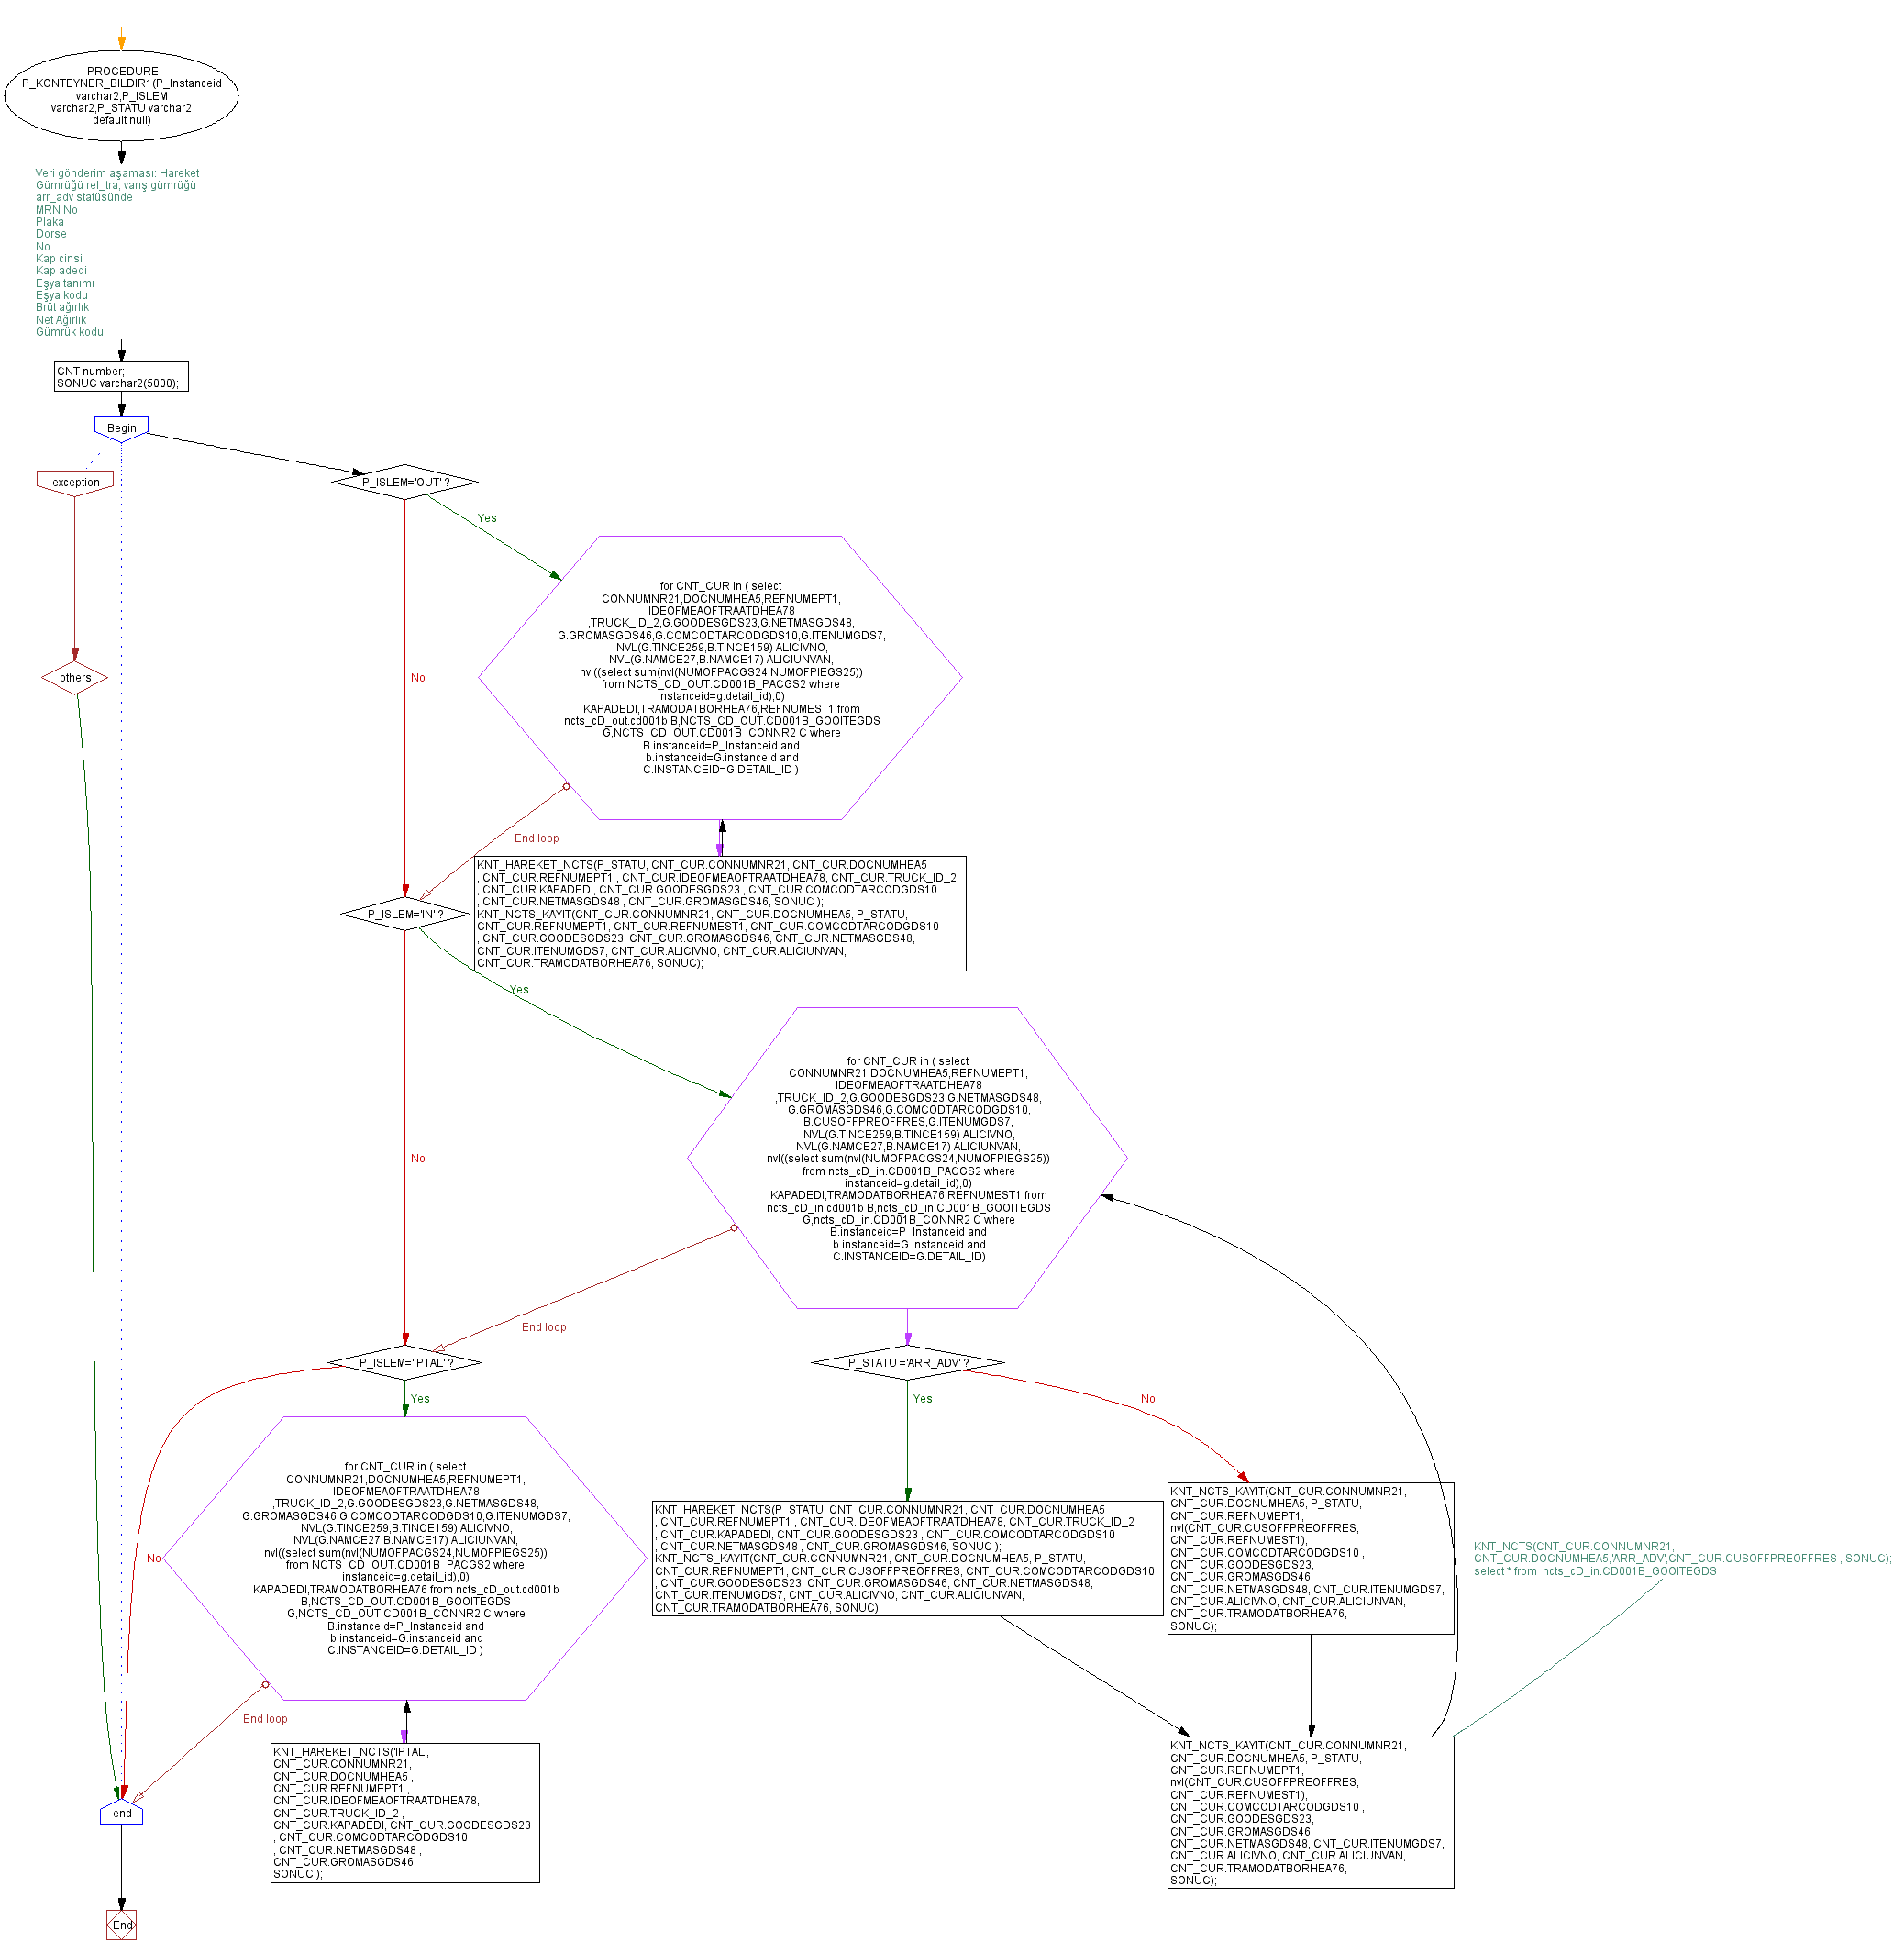 PROCEDURE
P_KONTEYNER_BILDIR1(P_Instanceid
varchar2,P_ISLEM
varchar2,P_STATU varchar2
default null)
Veri gönderim aşaması: Hareket
Gümrüğü rel_tra, varış gümrüğü
arr_adv statüsünde
MRN No
Plaka
Dorse
No
Kap cinsi
Kap adedi
Eşya tanımı
Eşya kodu
Brüt ağırlık
Net Ağırlık
Gümrük kodu
CNT number;
SONUC varchar2(5000);
Begin
exception
P_ISLEM='OUT' ?
Yes
for CNT_CUR in ( select
CONNUMNR21,DOCNUMHEA5,REFNUMEPT1,
IDEOFMEAOFTRAATDHEA78
,TRUCK_ID_2,G.GOODESGDS23,G.NETMASGDS48,
G.GROMASGDS46,G.COMCODTARCODGDS10,G.ITENUMGDS7,
NVL(G.TINCE259,B.TINCE159) ALICIVNO,
NVL(G.NAMCE27,B.NAMCE17) ALICIUNVAN,
nvl((select sum(nvl(NUMOFPACGS24,NUMOFPIEGS25))
from NCTS_CD_OUT.CD001B_PACGS2 where
instanceid=g.detail_id),0)
KAPADEDI,TRAMODATBORHEA76,REFNUMEST1 from
ncts_cD_out.cd001b B,NCTS_CD_OUT.CD001B_GOOITEGDS
G,NCTS_CD_OUT.CD001B_CONNR2 C where
B.instanceid=P_Instanceid and
b.instanceid=G.instanceid and
C.INSTANCEID=G.DETAIL_ID )
others
No
End loop
KNT_HAREKET_NCTS(P_STATU, CNT_CUR.CONNUMNR21, CNT_CUR.DOCNUMHEA5
, CNT_CUR.REFNUMEPT1 , CNT_CUR.IDEOFMEAOFTRAATDHEA78, CNT_CUR.TRUCK_ID_2
, CNT_CUR.KAPADEDI, CNT_CUR.GOODESGDS23 , CNT_CUR.COMCODTARCODGDS10
, CNT_CUR.NETMASGDS48 , CNT_CUR.GROMASGDS46, SONUC );
KNT_NCTS_KAYIT(CNT_CUR.CONNUMNR21, CNT_CUR.DOCNUMHEA5, P_STATU,
CNT_CUR.REFNUMEPT1, CNT_CUR.REFNUMEST1, CNT_CUR.COMCODTARCODGDS10
, CNT_CUR.GOODESGDS23, CNT_CUR.GROMASGDS46, CNT_CUR.NETMASGDS48,
CNT_CUR.ITENUMGDS7, CNT_CUR.ALICIVNO, CNT_CUR.ALICIUNVAN,
CNT_CUR.TRAMODATBORHEA76, SONUC);
P_ISLEM='IN' ?
Yes
for CNT_CUR in ( select
CONNUMNR21,DOCNUMHEA5,REFNUMEPT1,
IDEOFMEAOFTRAATDHEA78
,TRUCK_ID_2,G.GOODESGDS23,G.NETMASGDS48,
G.GROMASGDS46,G.COMCODTARCODGDS10,
B.CUSOFFPREOFFRES,G.ITENUMGDS7,
NVL(G.TINCE259,B.TINCE159) ALICIVNO,
NVL(G.NAMCE27,B.NAMCE17) ALICIUNVAN,
nvl((select sum(nvl(NUMOFPACGS24,NUMOFPIEGS25))
from ncts_cD_in.CD001B_PACGS2 where
instanceid=g.detail_id),0)
KAPADEDI,TRAMODATBORHEA76,REFNUMEST1 from
ncts_cD_in.cd001b B,ncts_cD_in.CD001B_GOOITEGDS
G,ncts_cD_in.CD001B_CONNR2 C where
B.instanceid=P_Instanceid and
b.instanceid=G.instanceid and
C.INSTANCEID=G.DETAIL_ID)
No
End loop
P_ISLEM='IPTAL' ?
P_STATU ='ARR_ADV' ?
Yes
Yes
No
for CNT_CUR in ( select
CONNUMNR21,DOCNUMHEA5,REFNUMEPT1,
IDEOFMEAOFTRAATDHEA78
,TRUCK_ID_2,G.GOODESGDS23,G.NETMASGDS48,
G.GROMASGDS46,G.COMCODTARCODGDS10,G.ITENUMGDS7,
NVL(G.TINCE259,B.TINCE159) ALICIVNO,
NVL(G.NAMCE27,B.NAMCE17) ALICIUNVAN,
nvl((select sum(nvl(NUMOFPACGS24,NUMOFPIEGS25))
from NCTS_CD_OUT.CD001B_PACGS2 where
instanceid=g.detail_id),0)
KAPADEDI,TRAMODATBORHEA76 from ncts_cD_out.cd001b
B,NCTS_CD_OUT.CD001B_GOOITEGDS
G,NCTS_CD_OUT.CD001B_CONNR2 C where
B.instanceid=P_Instanceid and
b.instanceid=G.instanceid and
C.INSTANCEID=G.DETAIL_ID )
No
KNT_HAREKET_NCTS(P_STATU, CNT_CUR.CONNUMNR21, CNT_CUR.DOCNUMHEA5
, CNT_CUR.REFNUMEPT1 , CNT_CUR.IDEOFMEAOFTRAATDHEA78, CNT_CUR.TRUCK_ID_2
, CNT_CUR.KAPADEDI, CNT_CUR.GOODESGDS23 , CNT_CUR.COMCODTARCODGDS10
, CNT_CUR.NETMASGDS48 , CNT_CUR.GROMASGDS46, SONUC );
KNT_NCTS_KAYIT(CNT_CUR.CONNUMNR21, CNT_CUR.DOCNUMHEA5, P_STATU,
CNT_CUR.REFNUMEPT1, CNT_CUR.CUSOFFPREOFFRES, CNT_CUR.COMCODTARCODGDS10
, CNT_CUR.GOODESGDS23, CNT_CUR.GROMASGDS46, CNT_CUR.NETMASGDS48,
CNT_CUR.ITENUMGDS7, CNT_CUR.ALICIVNO, CNT_CUR.ALICIUNVAN,
CNT_CUR.TRAMODATBORHEA76, SONUC);
KNT_NCTS_KAYIT(CNT_CUR.CONNUMNR21,
CNT_CUR.DOCNUMHEA5, P_STATU,
CNT_CUR.REFNUMEPT1,
nvl(CNT_CUR.CUSOFFPREOFFRES,
CNT_CUR.REFNUMEST1),
CNT_CUR.COMCODTARCODGDS10 ,
CNT_CUR.GOODESGDS23,
CNT_CUR.GROMASGDS46,
CNT_CUR.NETMASGDS48, CNT_CUR.ITENUMGDS7,
CNT_CUR.ALICIVNO, CNT_CUR.ALICIUNVAN,
CNT_CUR.TRAMODATBORHEA76,
SONUC);
KNT_NCTS(CNT_CUR.CONNUMNR21,
CNT_CUR.DOCNUMHEA5,'ARR_ADV',CNT_CUR.CUSOFFPREOFFRES , SONUC);
select * from  ncts_cD_in.CD001B_GOOITEGDS
End loop
KNT_HAREKET_NCTS('IPTAL',
CNT_CUR.CONNUMNR21,
CNT_CUR.DOCNUMHEA5 ,
CNT_CUR.REFNUMEPT1 ,
CNT_CUR.IDEOFMEAOFTRAATDHEA78,
CNT_CUR.TRUCK_ID_2 ,
CNT_CUR.KAPADEDI, CNT_CUR.GOODESGDS23
, CNT_CUR.COMCODTARCODGDS10
, CNT_CUR.NETMASGDS48 ,
CNT_CUR.GROMASGDS46,
SONUC );
KNT_NCTS_KAYIT(CNT_CUR.CONNUMNR21,
CNT_CUR.DOCNUMHEA5, P_STATU,
CNT_CUR.REFNUMEPT1,
nvl(CNT_CUR.CUSOFFPREOFFRES,
CNT_CUR.REFNUMEST1),
CNT_CUR.COMCODTARCODGDS10 ,
CNT_CUR.GOODESGDS23,
CNT_CUR.GROMASGDS46,
CNT_CUR.NETMASGDS48, CNT_CUR.ITENUMGDS7,
CNT_CUR.ALICIVNO, CNT_CUR.ALICIUNVAN,
CNT_CUR.TRAMODATBORHEA76,
SONUC);
end
End